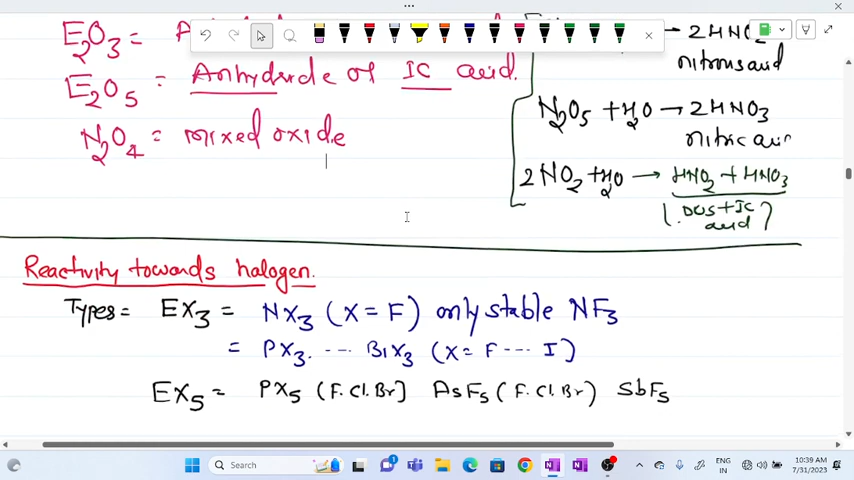 E2O3 =
→ 2HNO2
nitrous acid
E2O5 = Anhydride of IC acid.
N2O5 + H2O → 2HNO3
nitric
N2O4 = mixed oxide
2NO2 + H2O → HNO2 + HNO3
(OUS + IC acid)
Reactivity towards halogen.
Types = EX3 = NX3 (X = F) only stable NF3
= PX3 .... BiX3 (X = F .... I)
EX5 = PX5 (F.Cl.Br] AsF5 (F.Cl.Br) SbF5
Search
1
ENG
IN
10:39 AM
7/31/2023